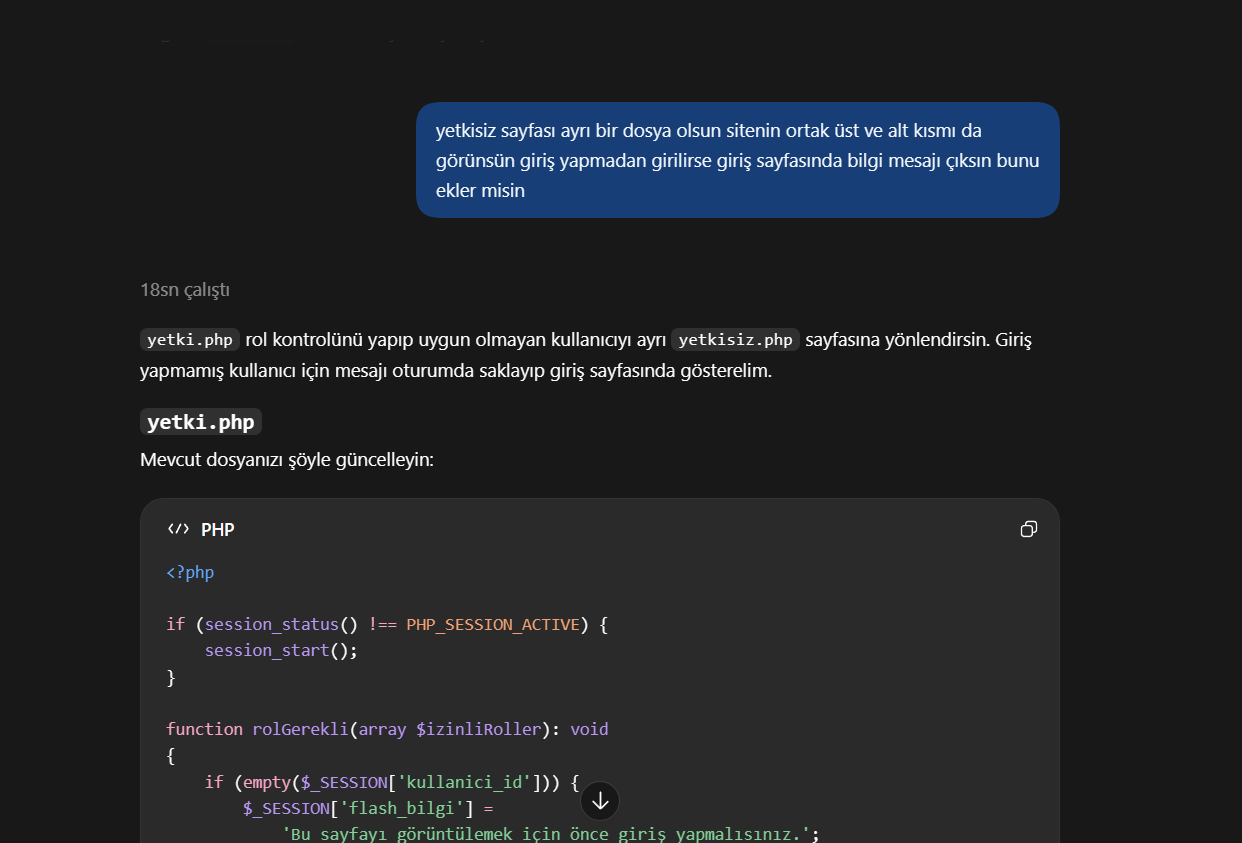 yetkisiz sayfası ayrı bir dosya olsun sitenin ortak üst ve alt kısmı da
görünsün giriş yapmadan girilirse giriş sayfasında bilgi mesajı çıksın bunu
ekler misin
18sn çalıştı
yetki.php rol kontrolünü yapıp uygun olmayan kullanıcıyı ayrı yetkisiz.php sayfasına yönlendirsin. Giriş
yapmamış kullanıcı için mesajı oturumda saklayıp giriş sayfasında gösterelim.
yetki.php
Mevcut dosyanızı şöyle güncelleyin:
</> PHP
<?php
if (session_status() !== PHP_SESSION_ACTIVE) {
    session_start();
}
function rolGerekli(array $izinliRoller): void
{
    if (empty($_SESSION['kullanici_id'])) {
        $_SESSION['flash_bilgi'] =
            'Bu sayfayı görüntülemek için önce giriş yapmalısınız.';